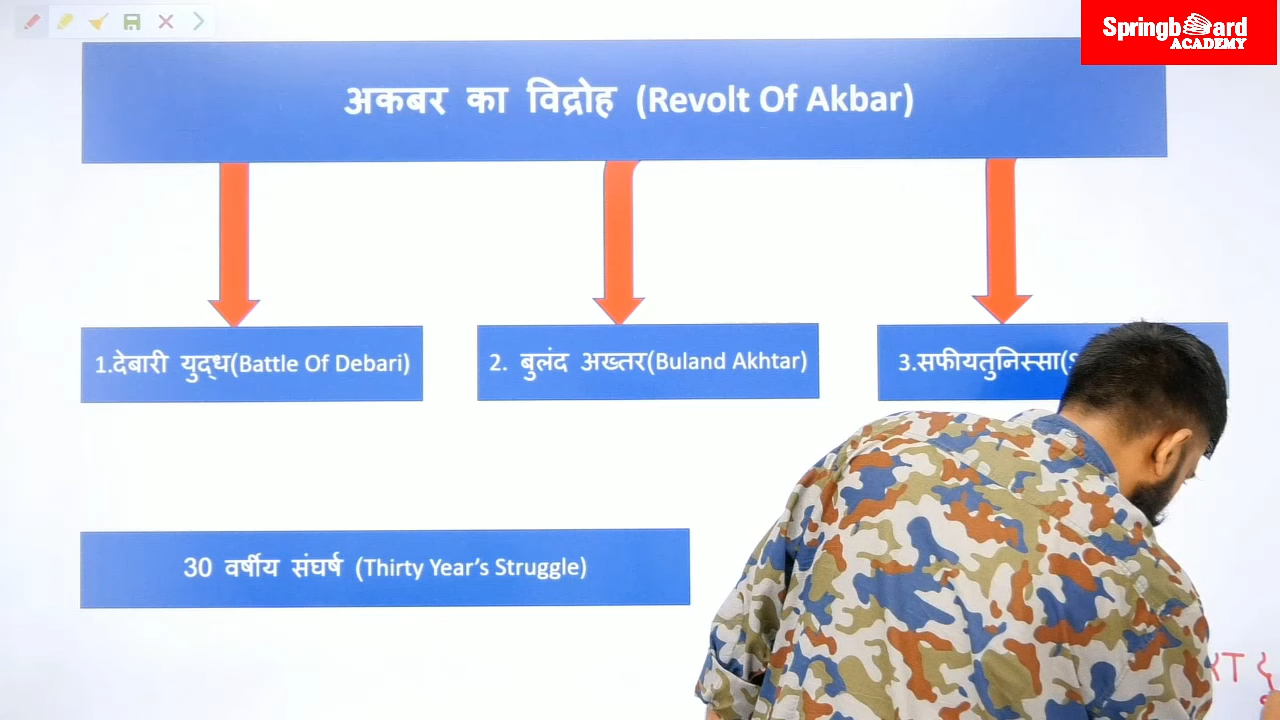 Springboard
ACADEMY
अकबर का विद्रोह (Revolt Of Akbar)
1.देबारी युद्ध(Battle Of Debari)
2. बुलंद अख्तर(Buland Akhtar)
3.सफीयतुनिस्सा(
30 वर्षीय संघर्ष (Thirty Year's Struggle)